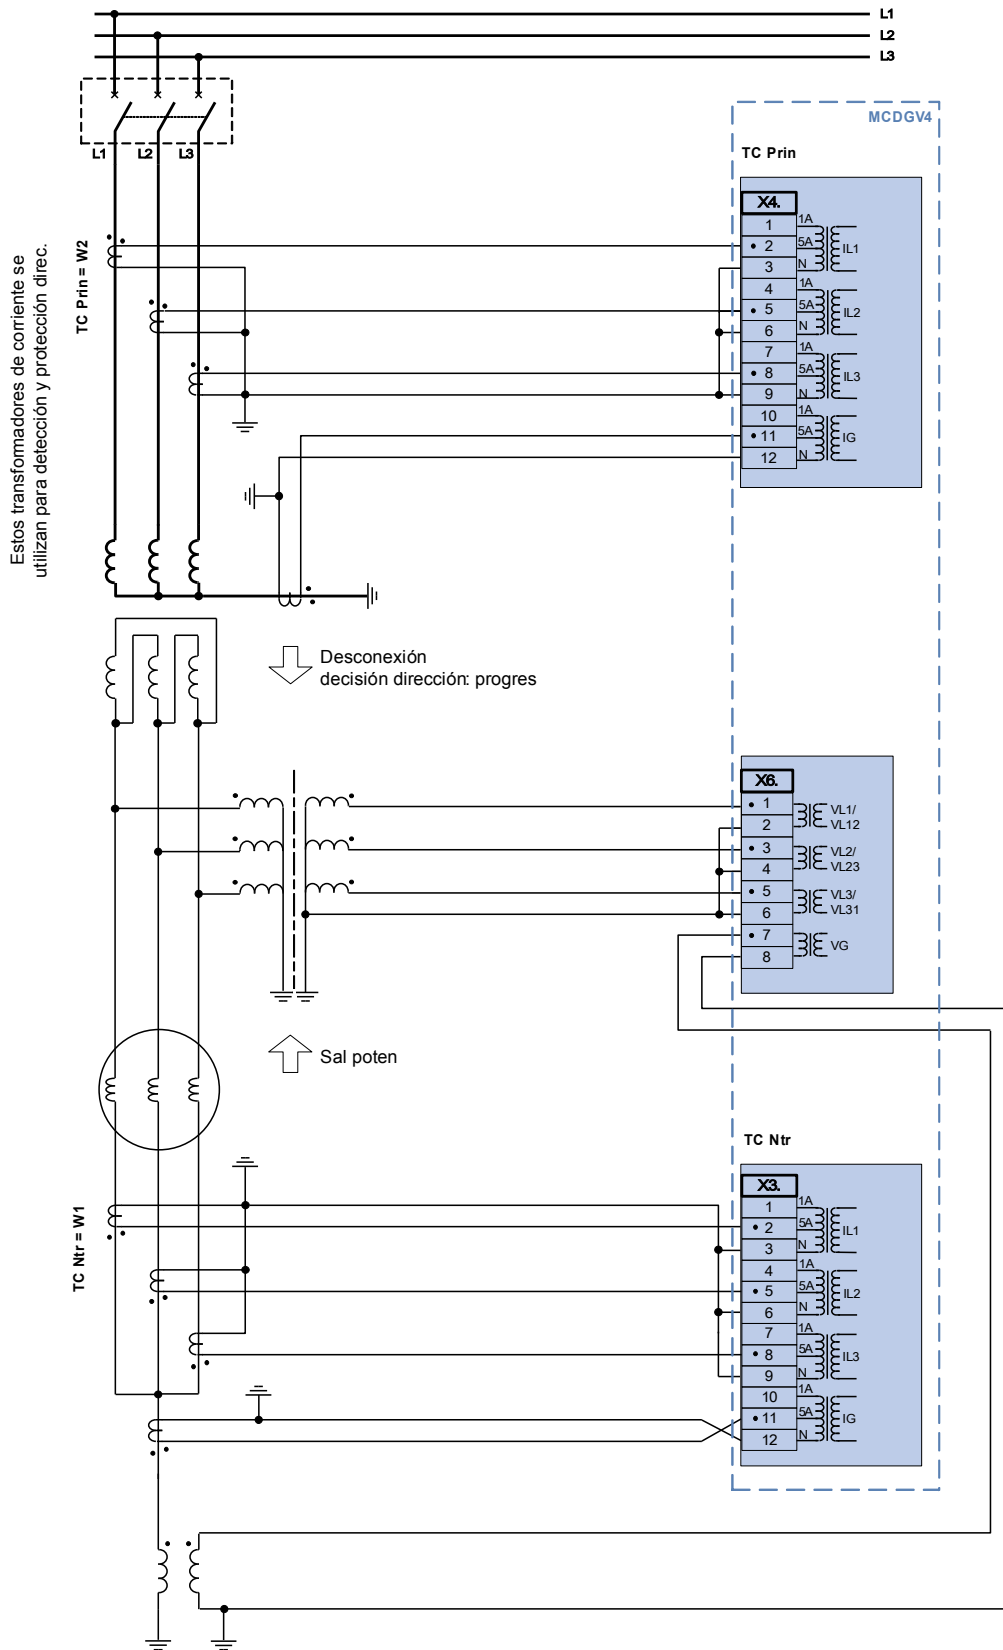 L1
L2
L3
L1
L2
L3
MCDGV4
TC Prin
X4.
1
1A
2
5A
IL1
3
N
4
1A
5
5A
IL2
6
N
7
1A
8
5A
IL3
9
N
10
1A
11
5A
IG
12
N
TC Prin = W2
Estos transformadores de corriente se
utilizan para detección y protección direc.
Desconexión
decisión dirección: progres
X6.
1
VL1/
2
VL12
3
VL2/
4
VL23
5
VL3/
6
VL31
7
VG
8
Sal poten
TC Ntr
X3.
1
1A
2
5A
IL1
3
N
4
1A
5
5A
IL2
6
N
7
1A
8
5A
IL3
9
N
10
1A
11
5A
IG
12
N
TC Ntr = W1